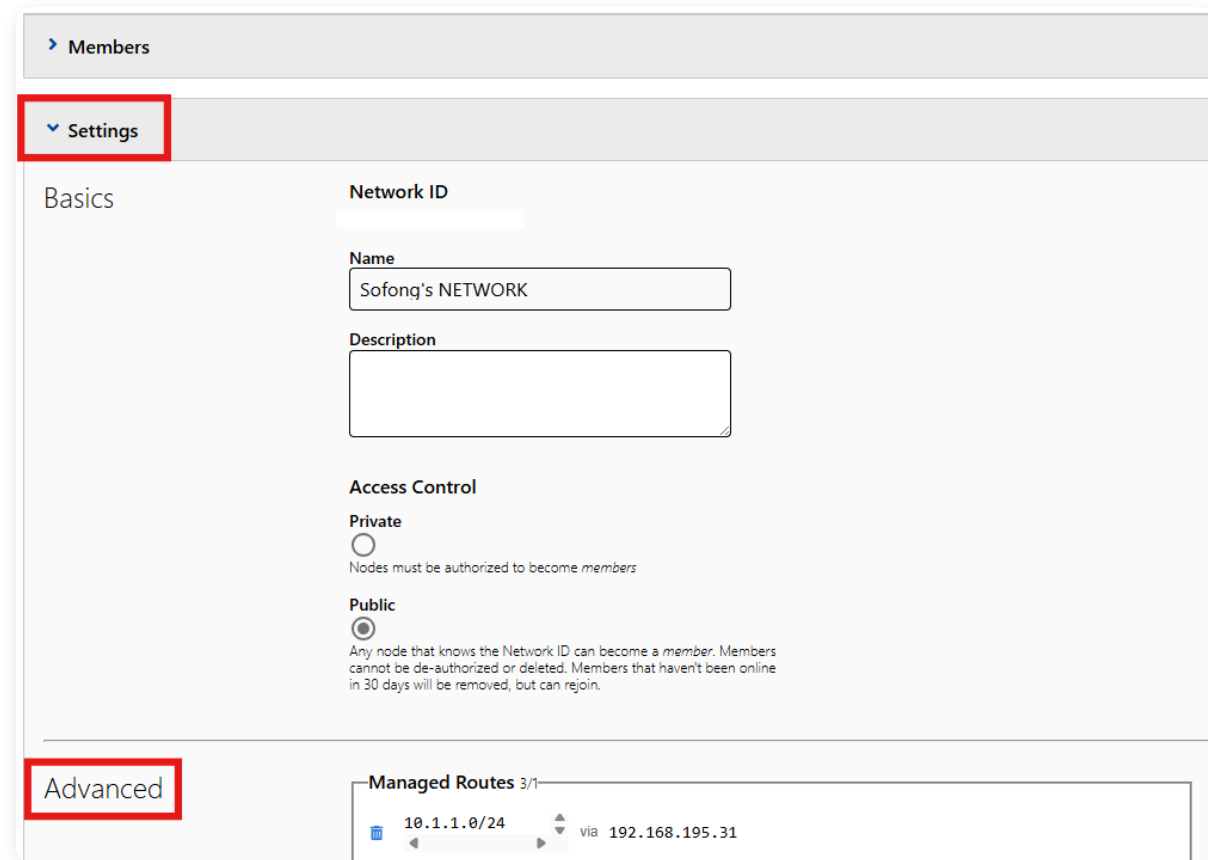 Members
Settings
Basics
Network ID
Name
Sofong's NETWORK
Description
Access Control
Private
Nodes must be authorized to become members
Public
Any node that knows the Network ID can become a member. Members
cannot be de-authorized or deleted. Members that haven't been online
in 30 days will be removed, but can rejoin.
Advanced
Managed Routes 3/1
10.1.1.0/24 via 192.168.195.31